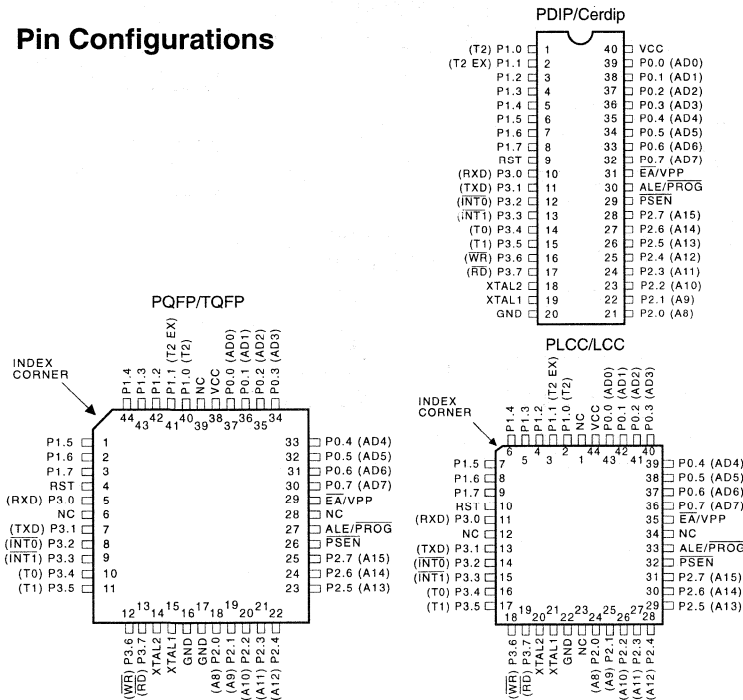 Pin Configurations
PDIP/Cerdip
(T2) P1.0 1 40 VCC
(T2 EX) P1.1 2 39 P0.0 (AD0)
P1.2 3 38 P0.1 (AD1)
P1.3 4 37 P0.2 (AD2)
P1.4 5 36 P0.3 (AD3)
P1.5 6 35 P0.4 (AD4)
P1.6 7 34 P0.5 (AD5)
P1.7 8 33 P0.6 (AD6)
RST 9 32 P0.7 (AD7)
(RXD) P3.0 10 31 EA/VPP
(TXD) P3.1 11 30 ALE/PROG
(INT0) P3.2 12 29 PSEN
(INT1) P3.3 13 28 P2.7 (A15)
(T0) P3.4 14 27 P2.6 (A14)
(T1) P3.5 15 26 P2.5 (A13)
(WR) P3.6 16 25 P2.4 (A12)
(RD) P3.7 17 24 P2.3 (A11)
XTAL2 18 23 P2.2 (A10)
XTAL1 19 22 P2.1 (A9)
GND 20 21 P2.0 (A8)
PQFP/TQFP
INDEX
CORNER
P1.4 P1.3 P1.2 P1.1 (T2 EX) P1.0 (T2) NC VCC P0.0 (AD0) P0.1 (AD1) P0.2 (AD2) P0.3 (AD3)
44 43 42 41 40 39 38 37 36 35 34
P1.5 1 33 P0.4 (AD4)
P1.6 2 32 P0.5 (AD5)
P1.7 3 31 P0.6 (AD6)
RST 4 30 P0.7 (AD7)
(RXD) P3.0 5 29 EA/VPP
NC 6 28 NC
(TXD) P3.1 7 27 ALE/PROG
(INT0) P3.2 8 26 PSEN
(INT1) P3.3 9 25 P2.7 (A15)
(T0) P3.4 10 24 P2.6 (A14)
(T1) P3.5 11 23 P2.5 (A13)
12 13 14 15 16 17 18 19 20 21 22
(WR) P3.6 (RD) P3.7 XTAL2 XTAL1 GND GND (A8) P2.0 (A9) P2.1 (A10) P2.2 (A11) P2.3 (A12) P2.4
PLCC/LCC
INDEX
CORNER
P1.4 P1.3 P1.2 P1.1 (T2 EX) P1.0 (T2) NC VCC P0.0 (AD0) P0.1 (AD1) P0.2 (AD2) P0.3 (AD3)
6 5 4 3 2 1 44 43 42 41 40
P1.5 7 39 P0.4 (AD4)
P1.6 8 38 P0.5 (AD5)
P1.7 9 37 P0.6 (AD6)
RST 10 36 P0.7 (AD7)
(RXD) P3.0 11 35 EA/VPP
NC 12 34 NC
(TXD) P3.1 13 33 ALE/PROG
(INT0) P3.2 14 32 PSEN
(INT1) P3.3 15 31 P2.7 (A15)
(T0) P3.4 16 30 P2.6 (A14)
(T1) P3.5 17 29 P2.5 (A13)
18 19 20 21 22 23 24 25 26 27 28
(WR) P3.6 (RD) P3.7 XTAL2 XTAL1 GND NC (A8) P2.0 (A9) P2.1 (A10) P2.2 (A11) P2.3 (A12) P2.4